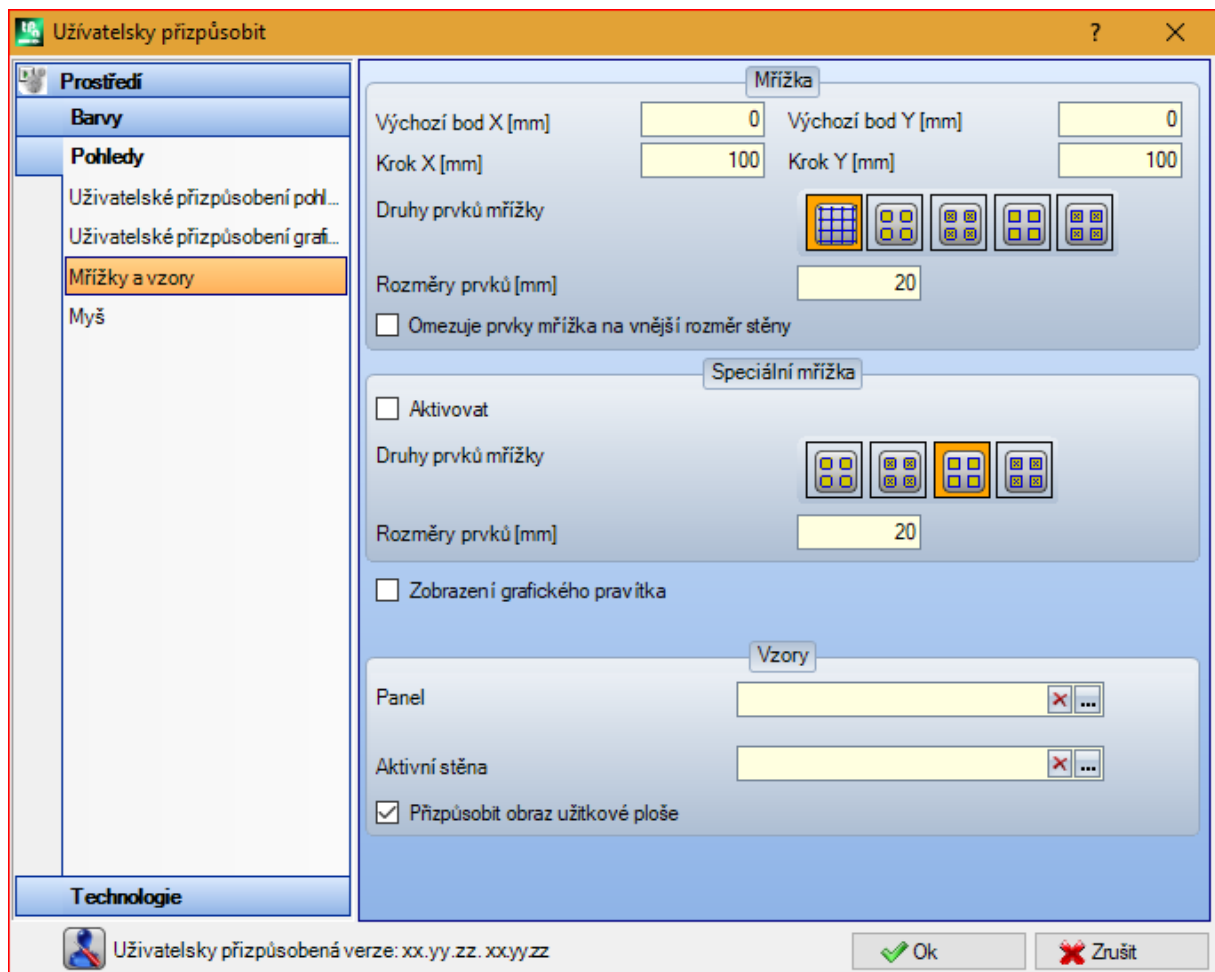 Užívatelsky přizpůsobit ?
Prostředí
Barvy
Pohledy
Uživatelské přizpůsobení pohl...
Uživatelské přizpůsobení grafi...
Mřížky a vzory
Myš
Technologie
Mřížka
Výchozí bod X [mm] 0 Výchozí bod Y [mm] 0
Krok X [mm] 100 Krok Y [mm] 100
Druhy prvků mřížky
Rozměry prvků [mm] 20
Omezuje prvky mřížka na vnější rozměr stěny
Speciální mřížka
Aktivovat
Druhy prvků mřížky
Rozměry prvků [mm] 20
Zobrazení grafického pravítka
Vzory
Panel ...
Aktivní stěna ...
Přizpůsobit obraz užitkové ploše
Uživatelsky přizpůsobená verze: xx.yy.zz. xx.yy.zz Ok Zrušit